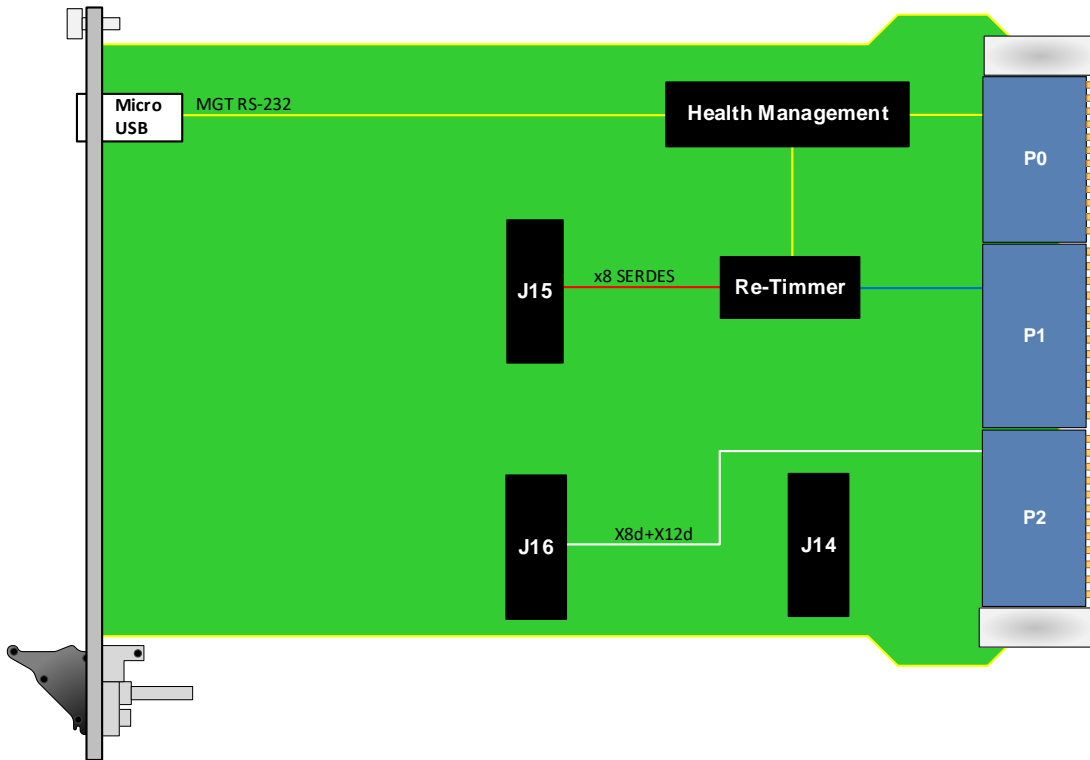 Micro
USB
MGT RS-232
Health Management
P0
J15
x8 SERDES
Re-Timmer
P1
J16
X8d+X12d
J14
P2